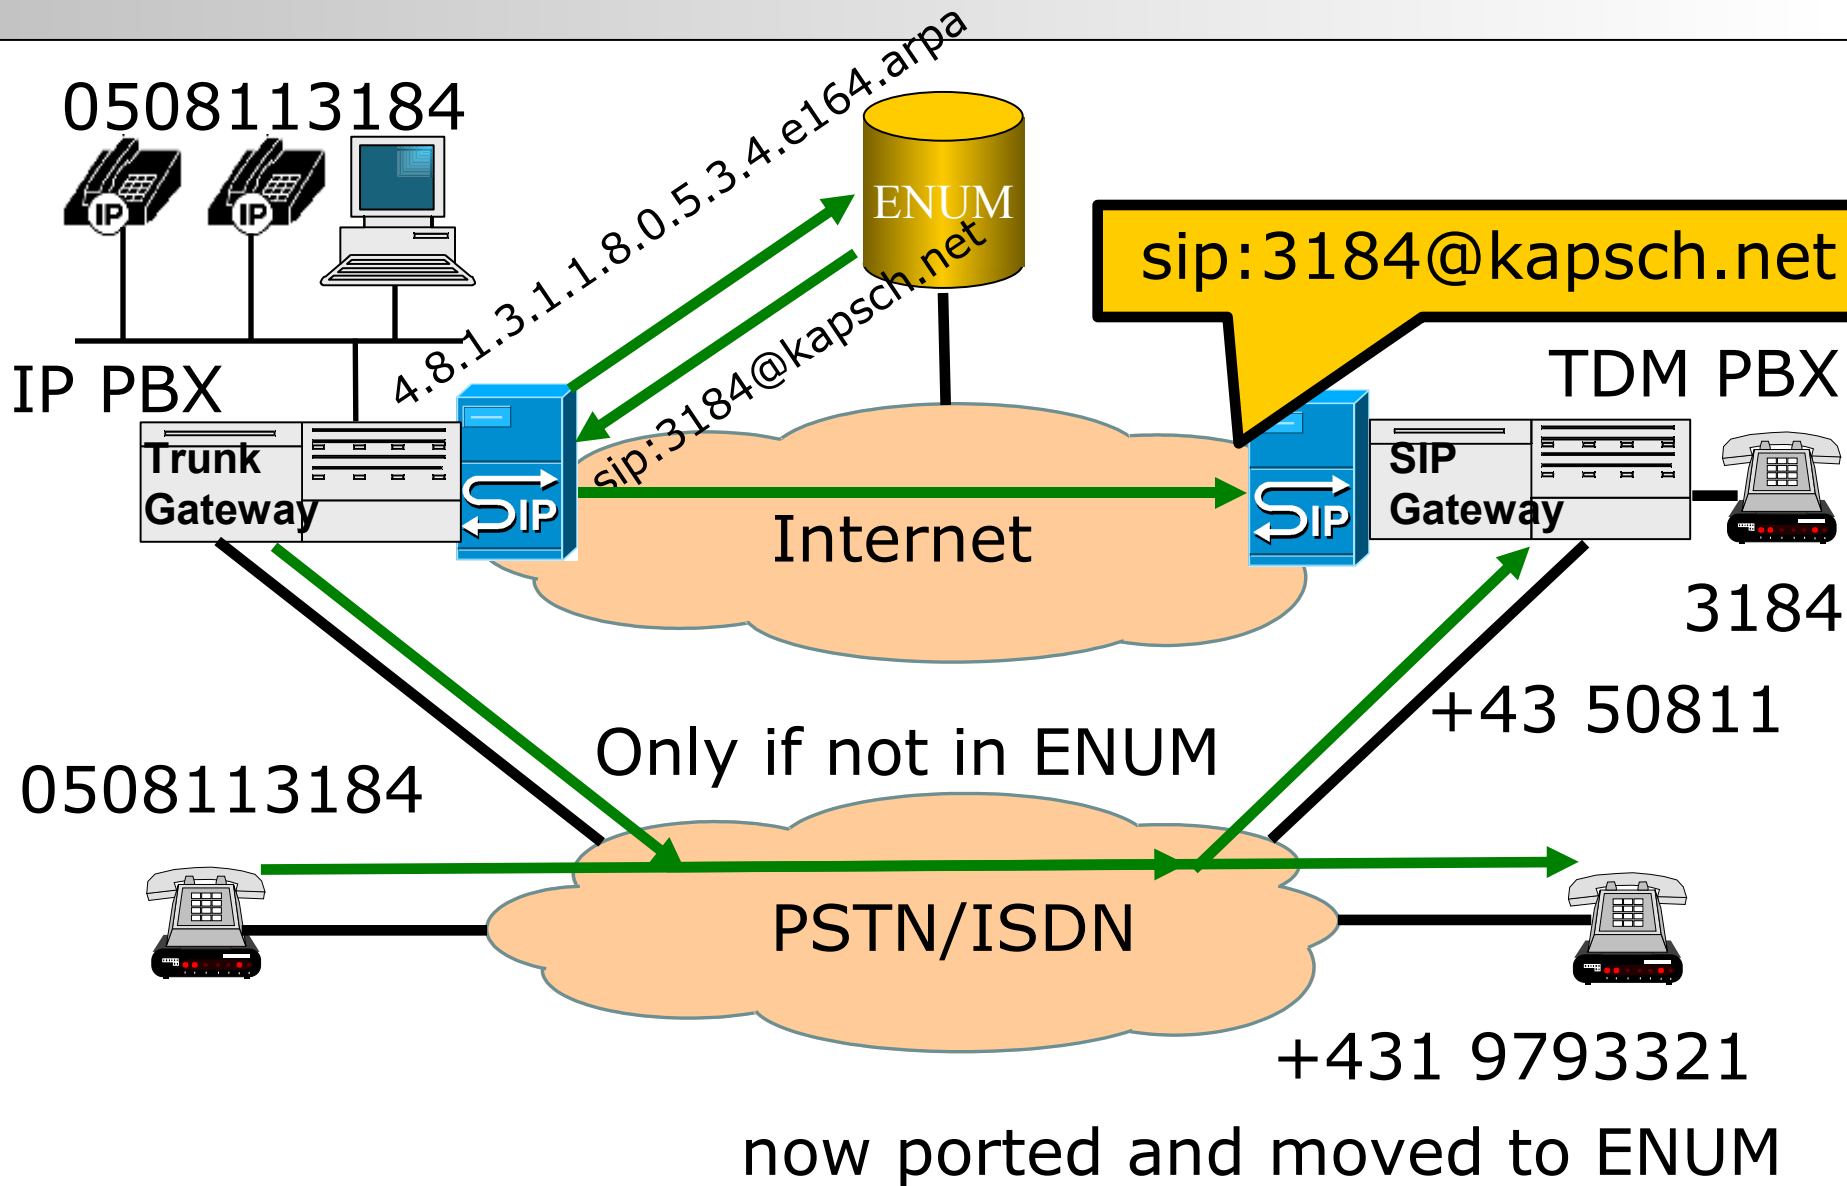 0508113184
4.8.1.3.1.1.8.0.5.3.4.e164.arpa
ENUM
sip:3184@kapsch.net
sip:3184@kapsch.net
IP
IP
IP PBX
TDM PBX
Trunk
Gateway
SIP
SIP
SIP
Gateway
Internet
3184
+43 50811
Only if not in ENUM
0508113184
PSTN/ISDN
+431 9793321
now ported and moved to ENUM